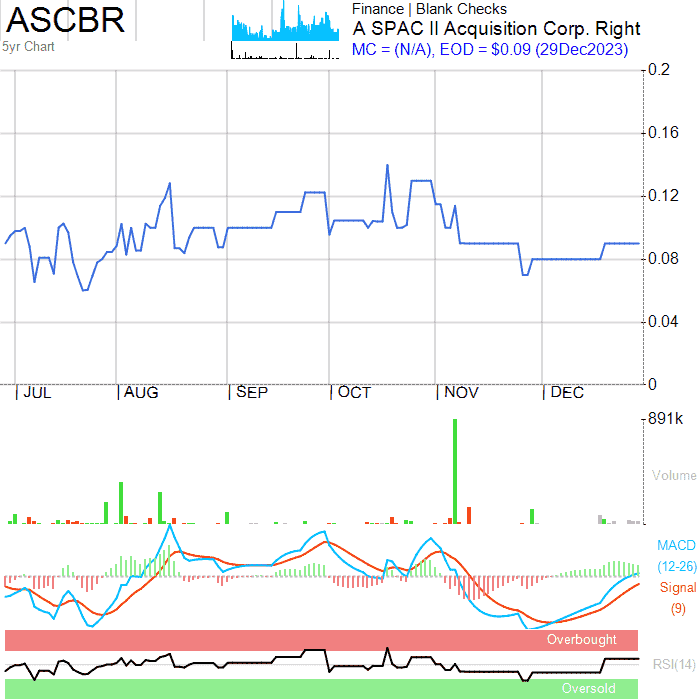 ASCBR
5yr Chart
Finance | Blank Checks
A SPAC II Acquisition Corp. Right
MC = (N/A), EOD = $0.09 (29Dec2023)
0.2
0.16
0.12
0.08
0.04
0
JUL AUG SEP OCT NOV DEC
891k
Volume
MACD
(12-26)
Signal
(9)
Overbought
RSI(14)
Oversold